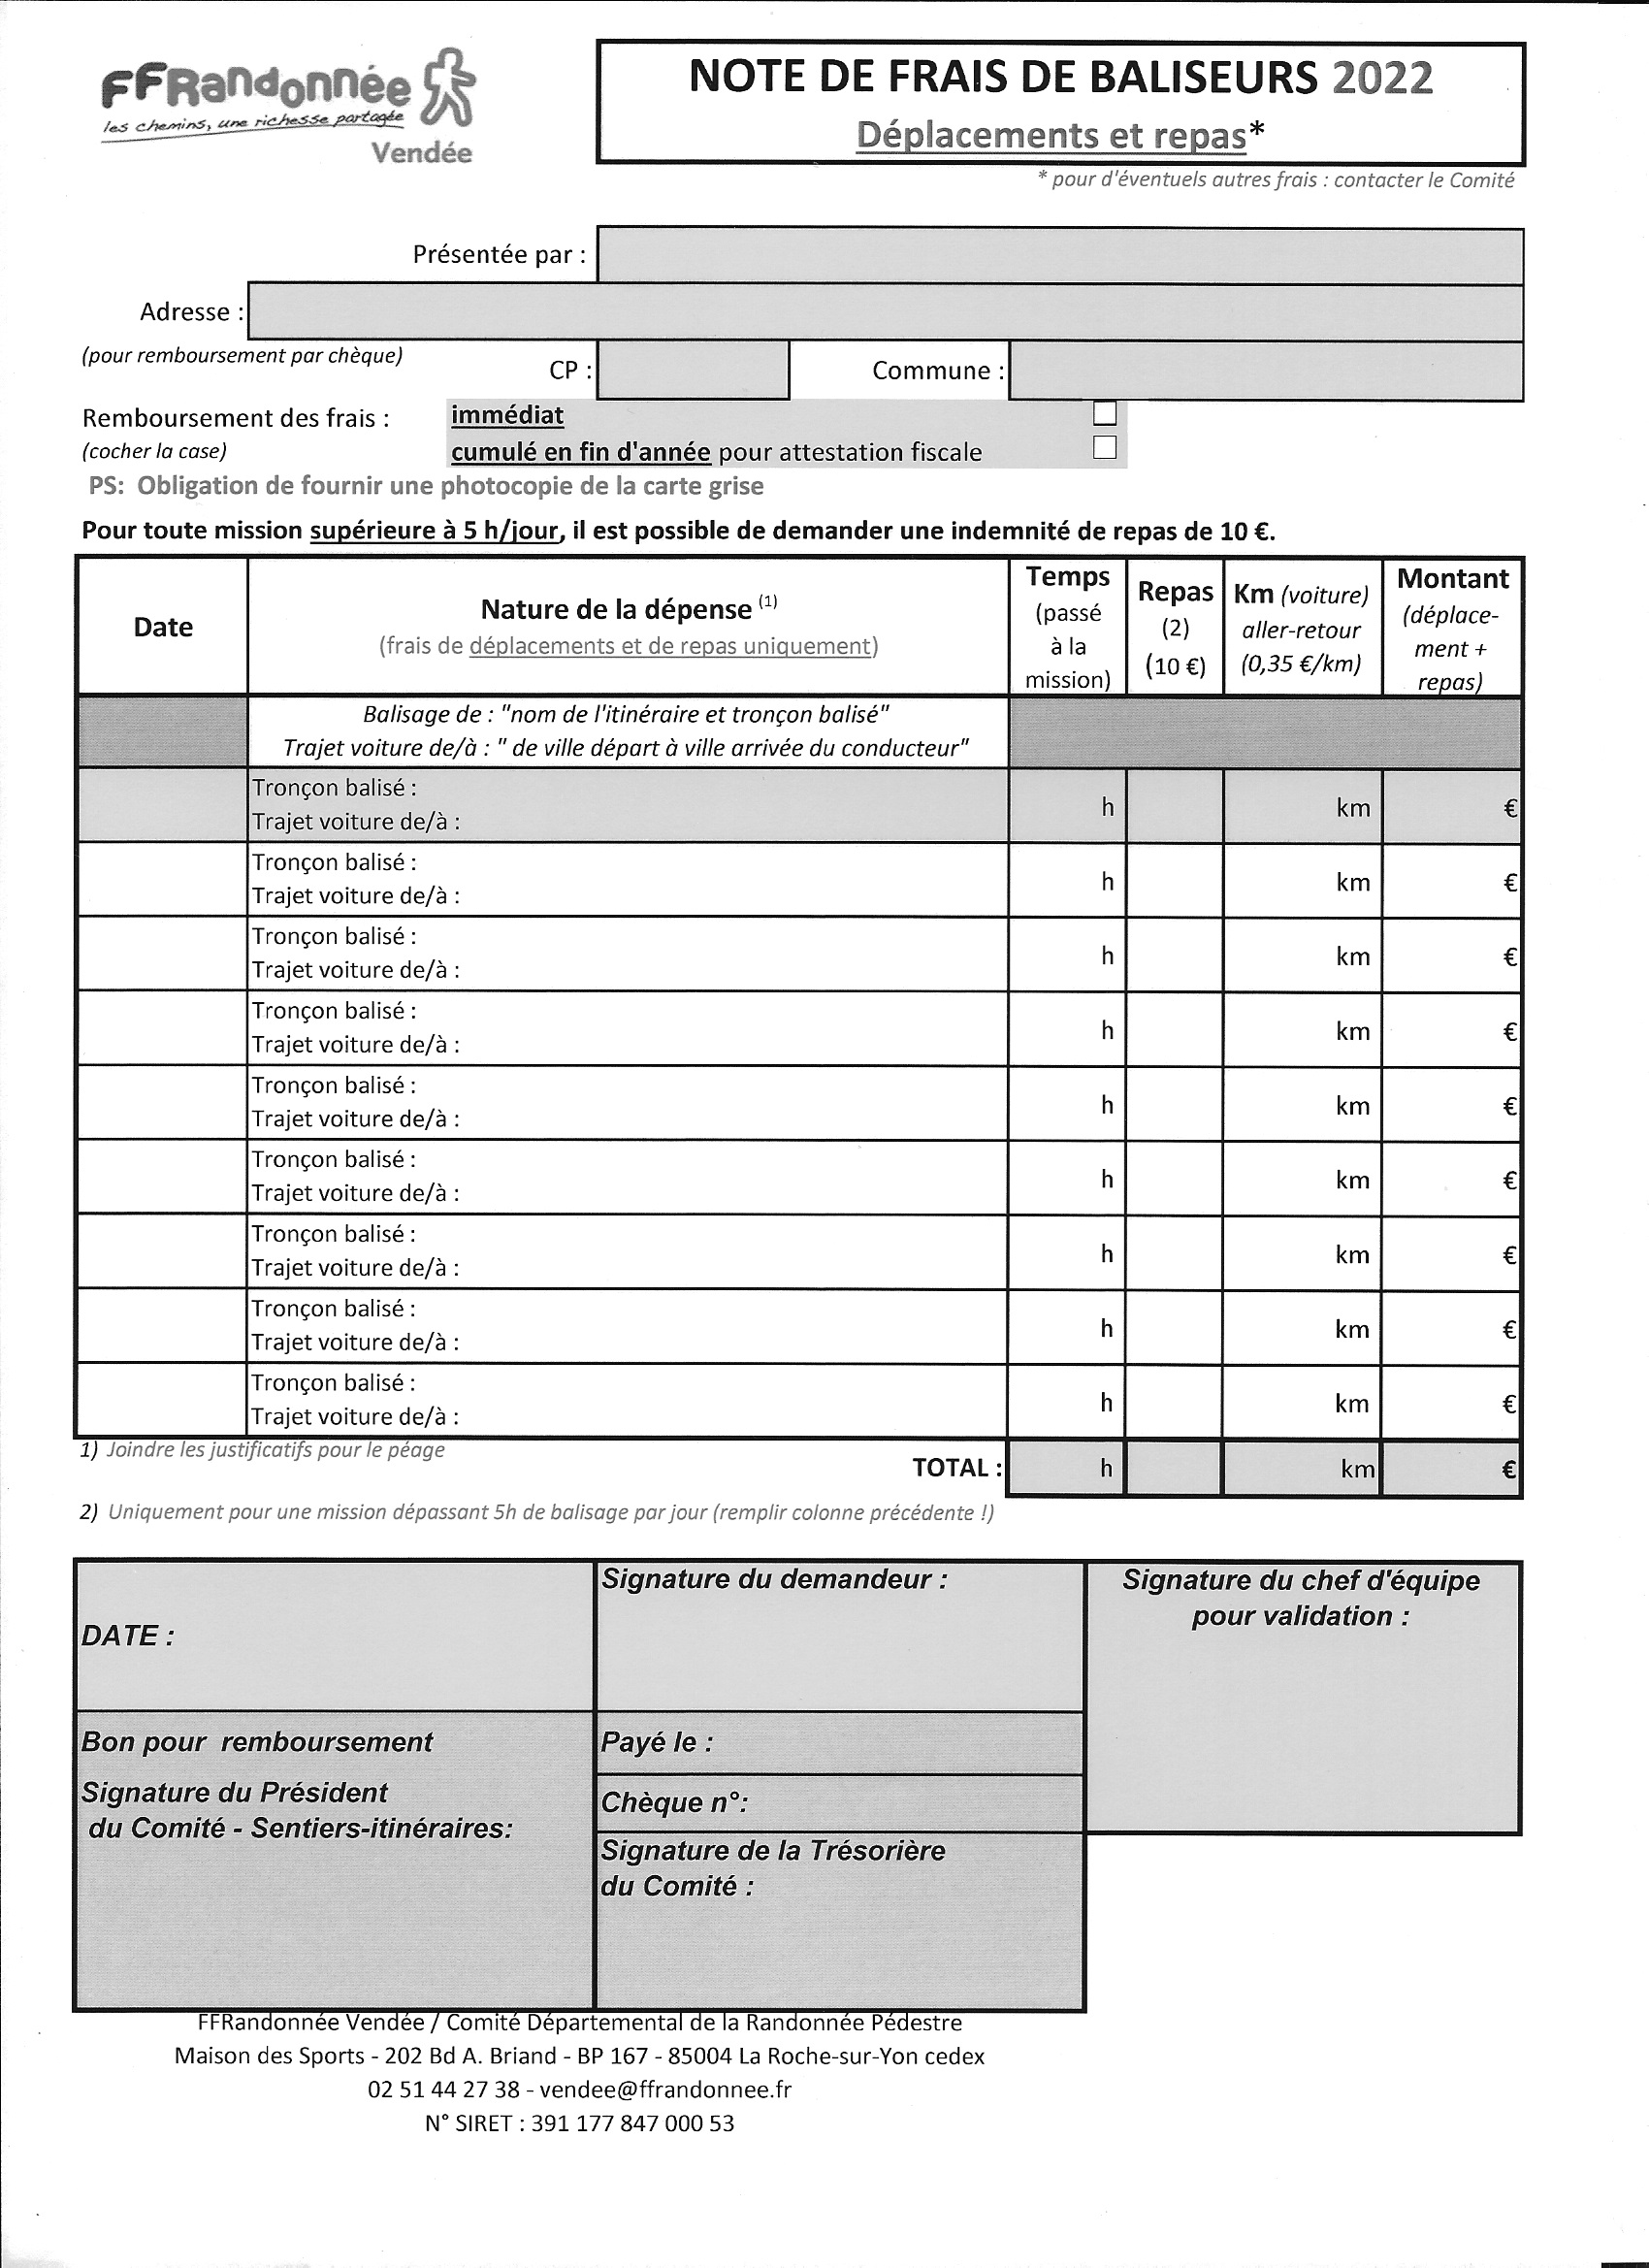 FFRandonnée
les chemins, une richesse partagée
Vendée
NOTE DE FRAIS DE BALISEURS 2022
Déplacements et repas*
* pour d'éventuels autres frais : contacter le Comité
Présentée par :
Adresse :
(pour remboursement par chèque)
CP :
Commune :
Remboursement des frais :
immédiat
(cocher la case)
cumulé en fin d'année pour attestation fiscale
PS: Obligation de fournir une photocopie de la carte grise
Pour toute mission supérieure à 5 h/jour, il est possible de demander une indemnité de repas de 10 €.
Date
Nature de la dépense (1)
(frais de déplacements et de repas uniquement)
Temps
(passé
à la
mission)
Repas
(2)
(10 €)
Km (voiture)
aller-retour
(0,35 €/km)
Montant
(déplace-
ment +
repas)
Balisage de : "nom de l'itinéraire et tronçon balisé"
Trajet voiture de/à : " de ville départ à ville arrivée du conducteur"
Tronçon balisé :
Trajet voiture de/à :
h km €
Tronçon balisé :
Trajet voiture de/à :
h km €
Tronçon balisé :
Trajet voiture de/à :
h km €
Tronçon balisé :
Trajet voiture de/à :
h km €
Tronçon balisé :
Trajet voiture de/à :
h km €
Tronçon balisé :
Trajet voiture de/à :
h km €
Tronçon balisé :
Trajet voiture de/à :
h km €
Tronçon balisé :
Trajet voiture de/à :
h km €
Tronçon balisé :
Trajet voiture de/à :
h km €
1) Joindre les justificatifs pour le péage
TOTAL : h km €
2) Uniquement pour une mission dépassant 5h de balisage par jour (remplir colonne précédente !)
DATE :
Signature du demandeur :
Signature du chef d'équipe
pour validation :
Bon pour remboursement
Signature du Président
du Comité - Sentiers-itinéraires:
Payé le :
Chèque n°:
Signature de la Trésorière
du Comité :
FFRandonnée Vendée / Comité Départemental de la Randonnée Pédestre
Maison des Sports - 202 Bd A. Briand - BP 167 - 85004 La Roche-sur-Yon cedex
02 51 44 27 38 - vendee@ffrandonnee.fr
N° SIRET : 391 177 847 000 53